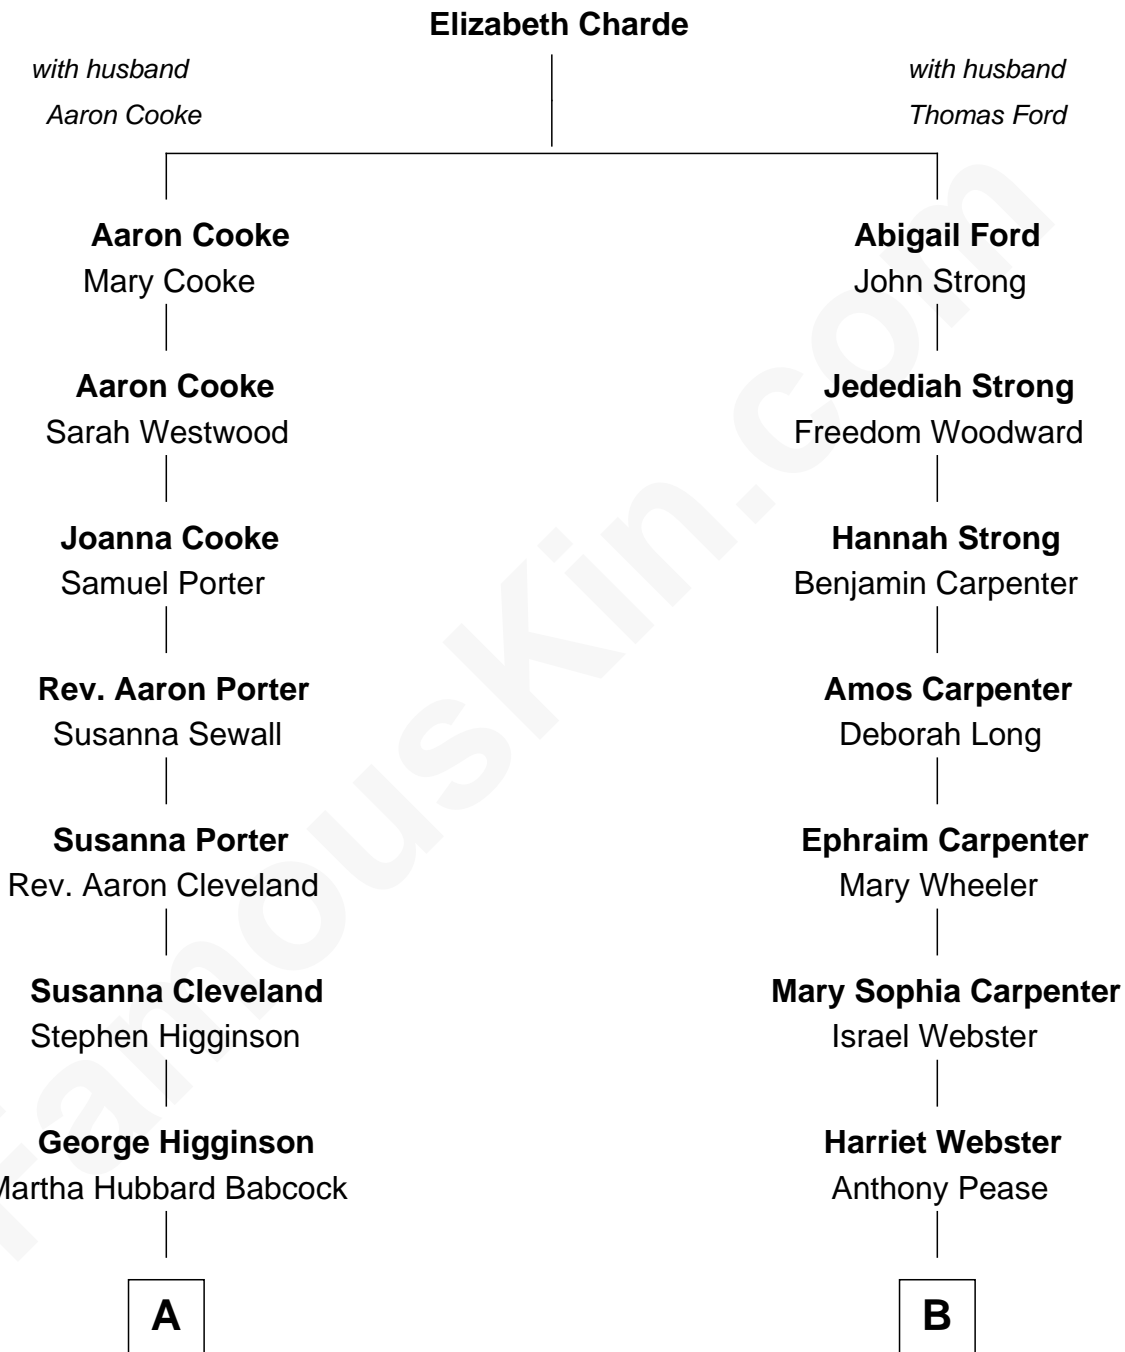 Elizabeth Charde
with husband
Aaron Cooke
with husband
Thomas Ford
Aaron Cooke
Mary Cooke
Abigail Ford
John Strong
Aaron Cooke
Sarah Westwood
Jedediah Strong
Freedom Woodward
Joanna Cooke
Samuel Porter
Hannah Strong
Benjamin Carpenter
Rev. Aaron Porter
Susanna Sewall
Amos Carpenter
Deborah Long
Susanna Porter
Rev. Aaron Cleveland
Ephraim Carpenter
Mary Wheeler
Susanna Cleveland
Stephen Higginson
Mary Sophia Carpenter
Israel Webster
George Higginson
Martha Hubbard Babcock
Harriet Webster
Anthony Pease
A
B
FamousKin.com